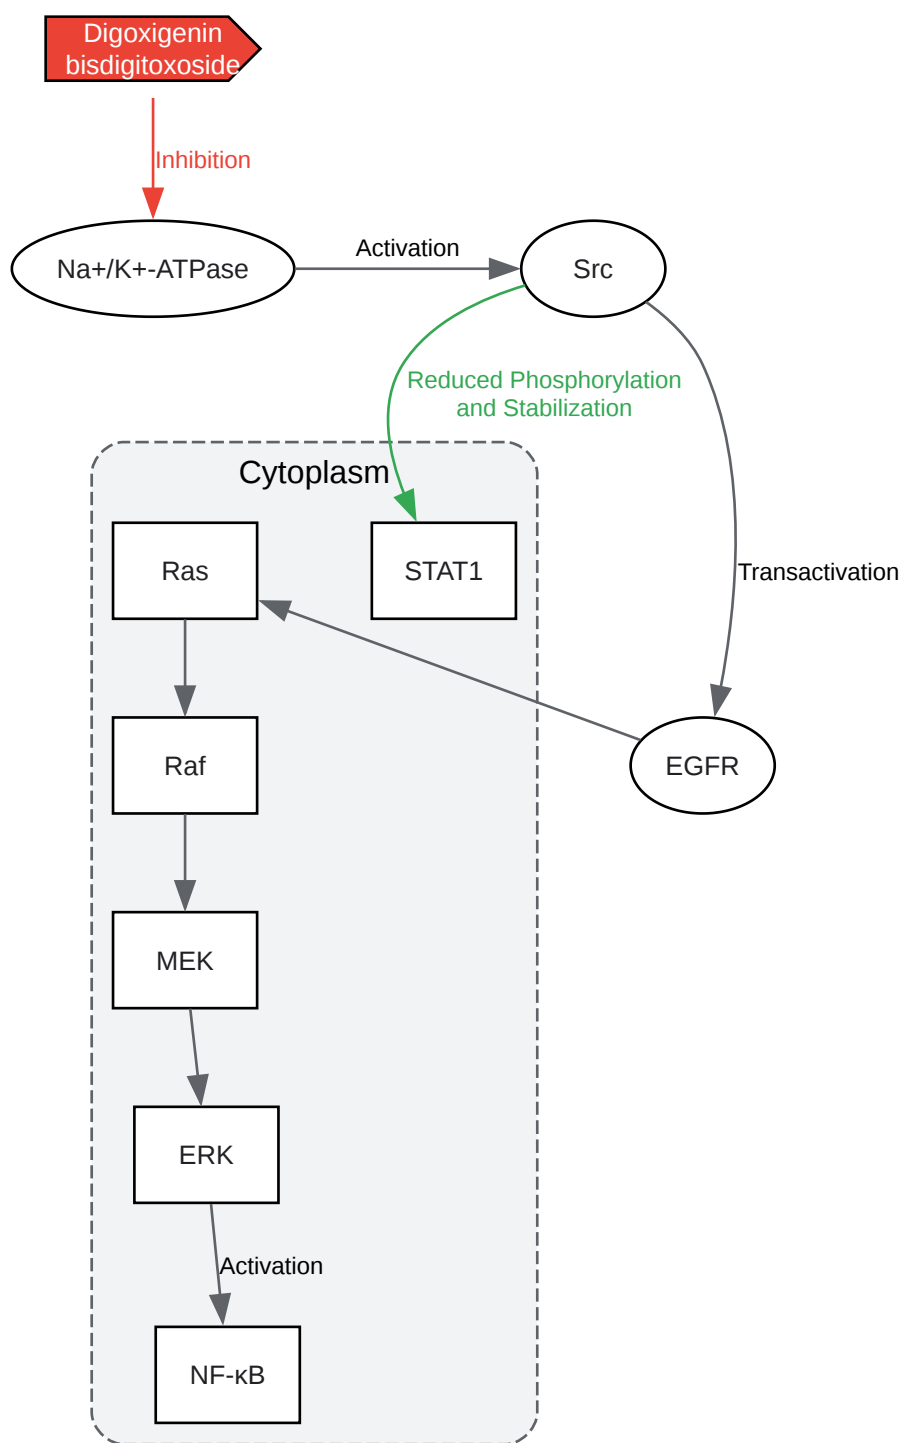 Digoxigenin
bisdigitoxoside
Inhibition
Na+/K+-ATPase
Activation
Src
Reduced Phosphorylation
and Stabilization
Cytoplasm
Ras
STAT1
Transactivation
Raf
EGFR
MEK
ERK
Activation
NF-κB